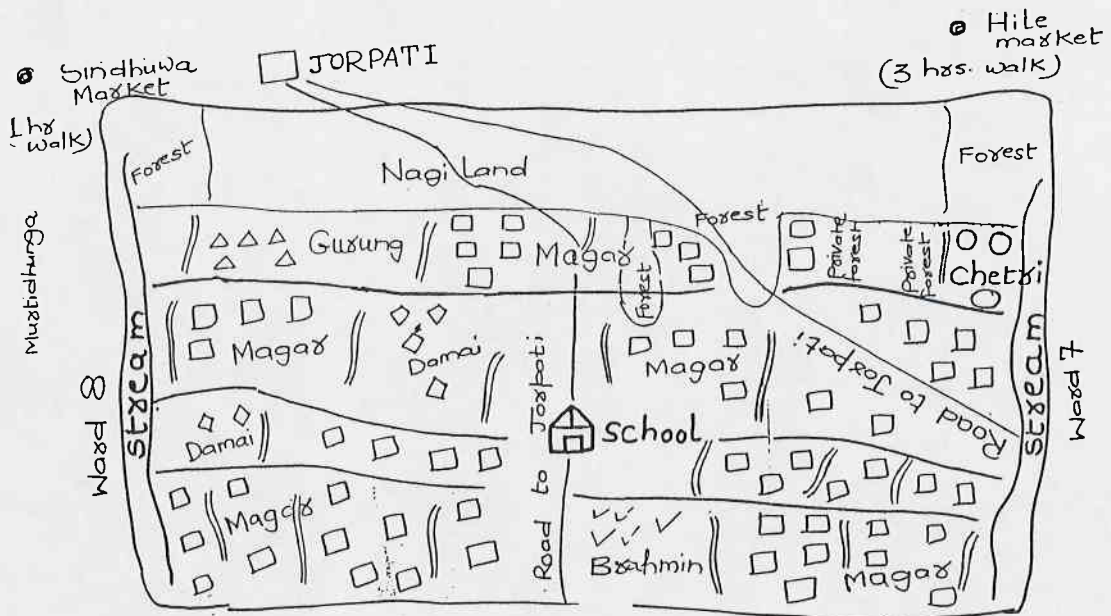 Hile
market
(3 hrs. walk)
Sindhuwa
Market
1 hr
walk)
JORPATI
Forest
Nagi Land
Forest
Murtidhunga
Gurung
Magar
Forest
Forest
Private
Forest
Private
Forest
Chetri
Magar
Damai
Magar
Road to Jorpati
stream
Ward 8
stream
Ward 7
Damai
School
Road to Jorpati
Magar
Brahmin
Magar